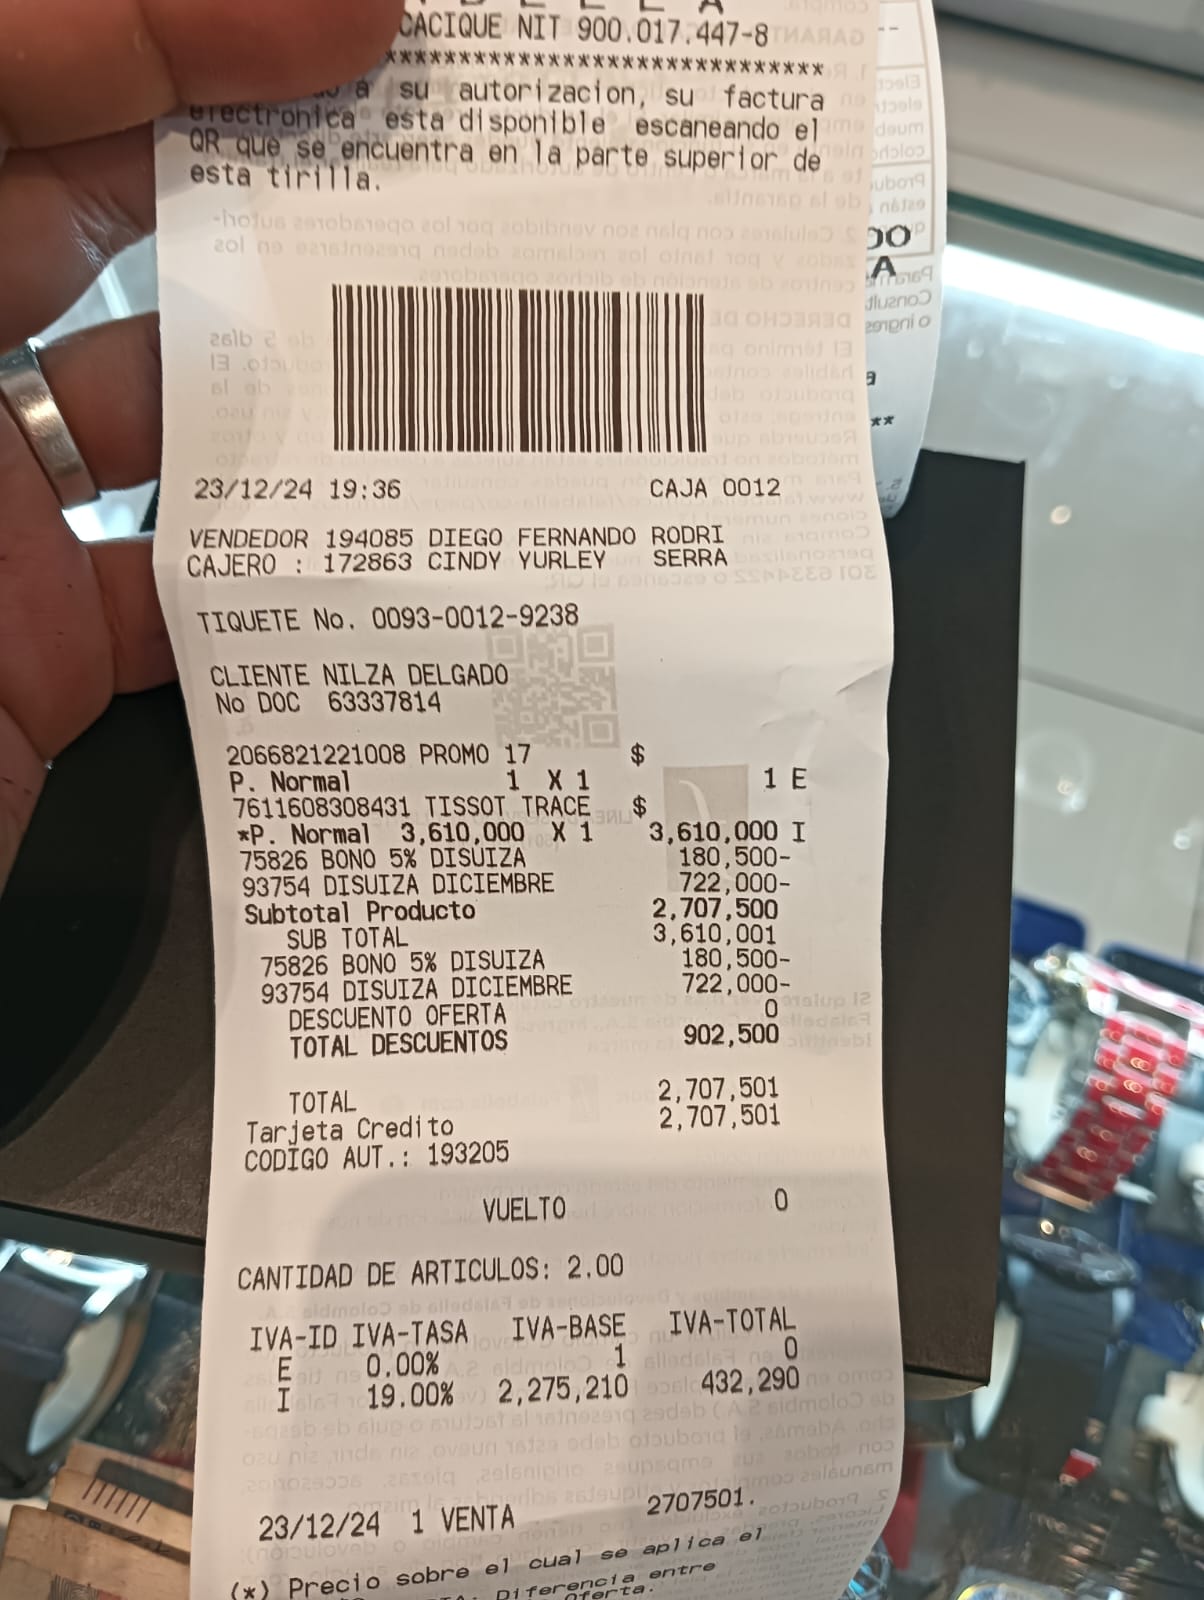 CACIQUE NIT 900.017.447-8
******************************
a su autorizacion, su factura
electronica esta disponible escaneando el
QR que se encuentra en la parte superior de
esta tirilla.
23/12/24 19:36 CAJA 0012
VENDEDOR 194085 DIEGO FERNANDO RODRI
CAJERO : 172863 CINDY YURLEY SERRA
TIQUETE No. 0093-0012-9238
CLIENTE NILZA DELGADO
No DOC 63337814
2066821221008 PROMO 17 $
P. Normal 1 X 1 1 E
7611608308431 TISSOT TRACE $
*P. Normal 3,610,000 X 1 3,610,000 I
75826 BONO 5% DISUIZA 180,500-
93754 DISUIZA DICIEMBRE 722,000-
Subtotal Producto 2,707,500
SUB TOTAL 3,610,001
75826 BONO 5% DISUIZA 180,500-
93754 DISUIZA DICIEMBRE 722,000-
DESCUENTO OFERTA 0
TOTAL DESCUENTOS 902,500
TOTAL 2,707,501
Tarjeta Credito 2,707,501
CODIGO AUT.: 193205
VUELTO 0
CANTIDAD DE ARTICULOS: 2.00
IVA-ID IVA-TASA IVA-BASE IVA-TOTAL
E 0.00% 1 0
I 19.00% 2,275,210 432,290
23/12/24 1 VENTA 2707501.
(*) Precio sobre el cual se aplica el
Diferencia entre
oferta.